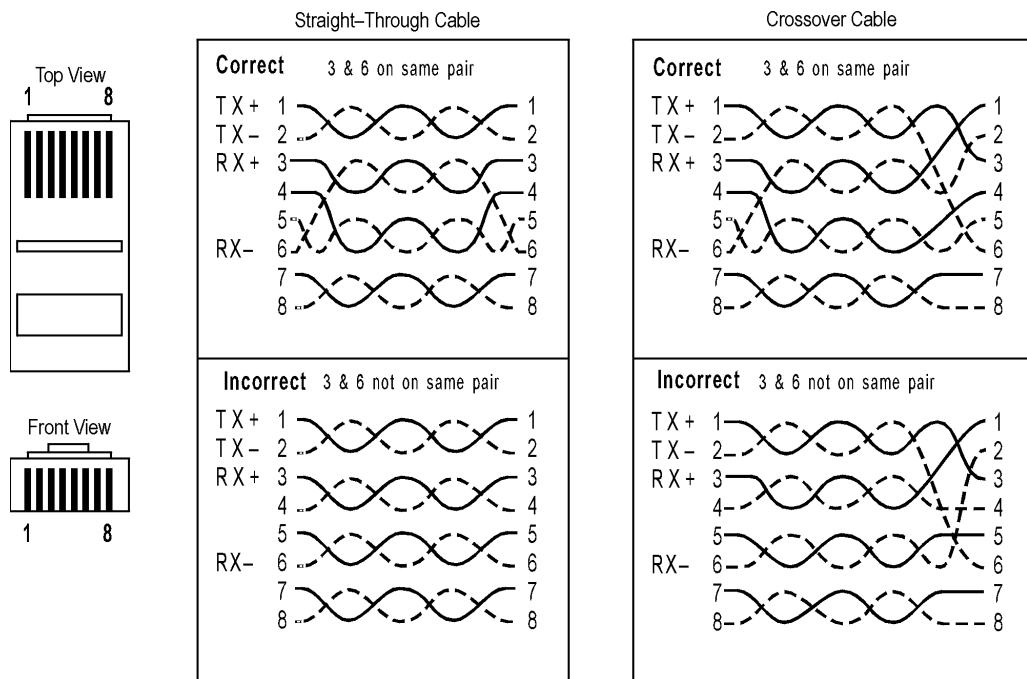 Straight–Through Cable
Crossover Cable
Top View
1 8
Front View
1 8
Correct 3 & 6 on same pair
TX+ 1 1
TX– 2 2
RX+ 3 3
4 4
5 5
RX– 6 6
7 7
8 8
Correct 3 & 6 on same pair
TX+ 1 1
TX– 2 2
RX+ 3 3
4 4
5 5
RX– 6 6
7 7
8 8
Incorrect 3 & 6 not on same pair
TX+ 1 1
TX– 2 2
RX+ 3 3
4 4
5 5
RX– 6 6
7 7
8 8
Incorrect 3 & 6 not on same pair
TX+ 1 1
TX– 2 2
RX+ 3 3
4 4
5 5
RX– 6 6
7 7
8 8